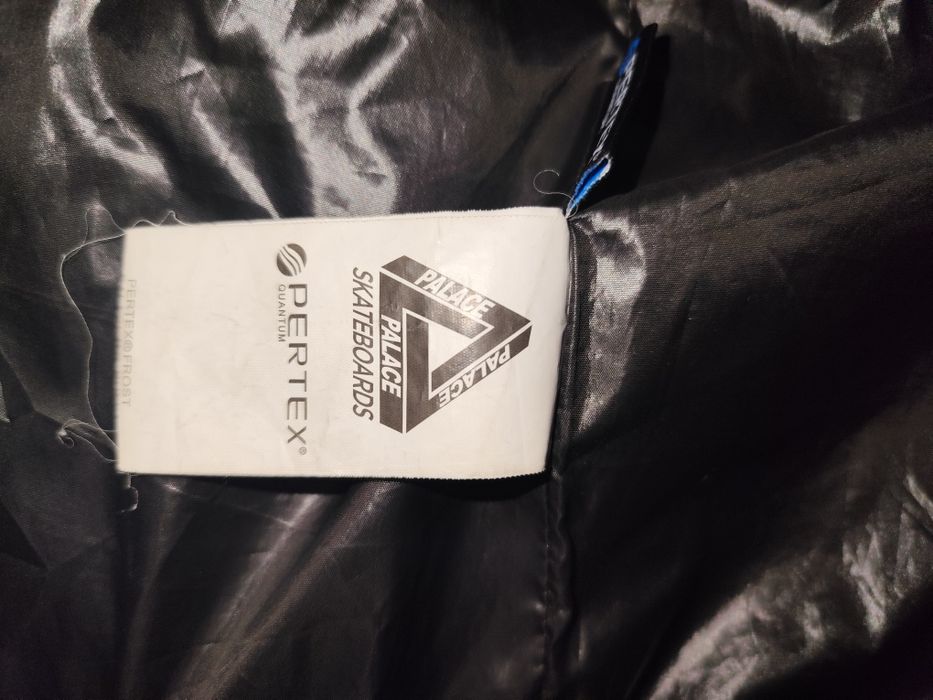 PALACE
PALACE
PALACE
SKATEBOARDS
PERTEX®
QUANTUM
PERTEX® FROST